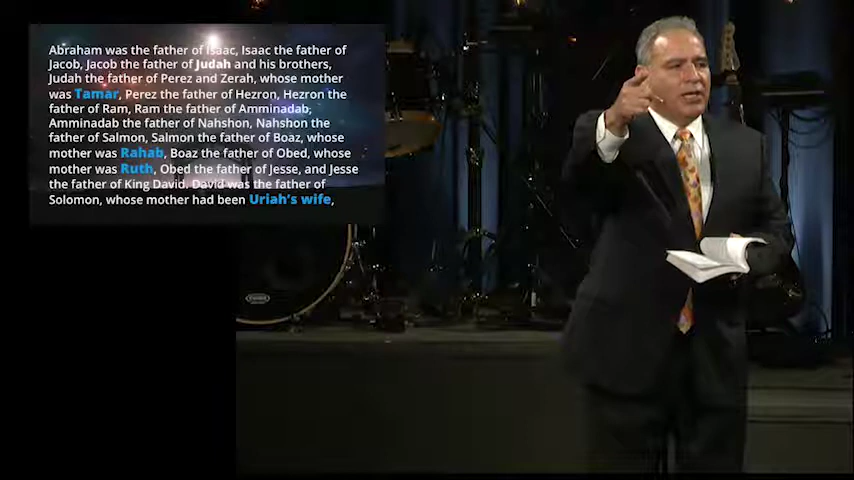 Abraham was the father of Isaac, Isaac the father of
Jacob, Jacob the father of Judah and his brothers,
Judah the father of Perez and Zerah, whose mother
was Tamar, Perez the father of Hezron, Hezron the
father of Ram, Ram the father of Amminadab,
Amminadab the father of Nahshon, Nahshon the
father of Salmon, Salmon the father of Boaz, whose
mother was Rahab, Boaz the father of Obed, whose
mother was Ruth, Obed the father of Jesse, and Jesse
the father of King David. David was the father of
Solomon, whose mother had been Uriah's wife,